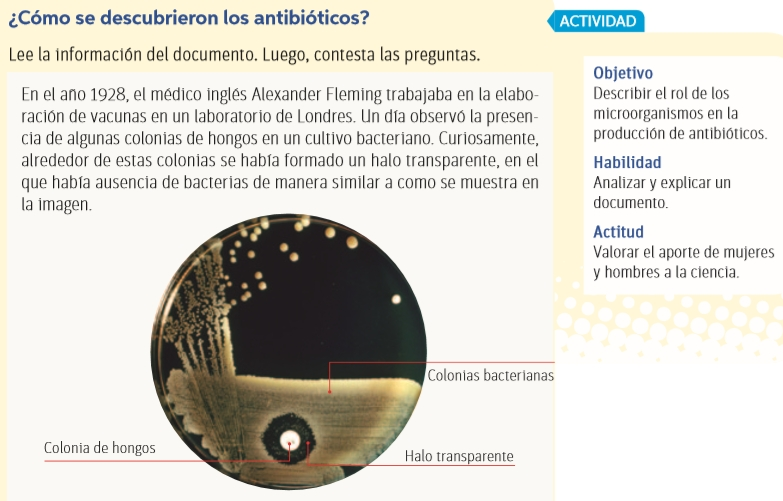 ¿Cómo se descubrieron los antibióticos?
Lee la información del documento. Luego, contesta las preguntas.
En el año 1928, el médico inglés Alexander Fleming trabajaba en la elabo-
ración de vacunas en un laboratorio de Londres. Un día observó la presen-
cia de algunas colonias de hongos en un cultivo bacteriano. Curiosamente,
alrededor de estas colonias se había formado un halo transparente, en el
que había ausencia de bacterias de manera similar a como se muestra en
la imagen.
Colonias bacterianas
Colonia de hongos
Halo transparente
ACTIVIDAD
Objetivo
Describir el rol de los
microorganismos en la
producción de antibióticos.
Habilidad
Analizar y explicar un
documento.
Actitud
Valorar el aporte de mujeres
y hombres a la ciencia.